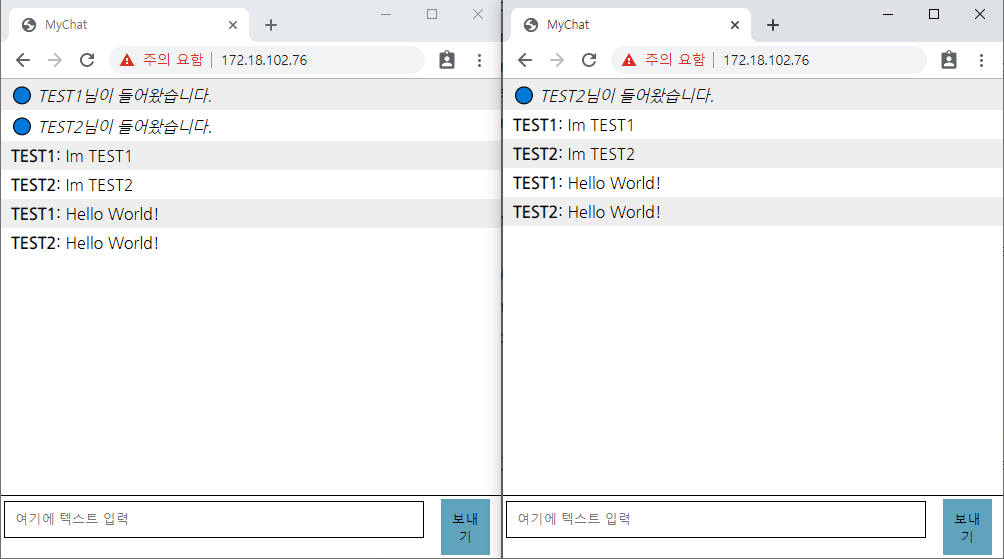 MyChat
주의 요함 | 172.18.102.76
TEST1님이 들어왔습니다.
TEST2님이 들어왔습니다.
TEST1: Im TEST1
TEST2: Im TEST2
TEST1: Hello World!
TEST2: Hello World!
여기에 텍스트 입력
보내
기
MyChat
주의 요함 | 172.18.102.76
TEST2님이 들어왔습니다.
TEST1: Im TEST1
TEST2: Im TEST2
TEST1: Hello World!
TEST2: Hello World!
여기에 텍스트 입력
보내
기